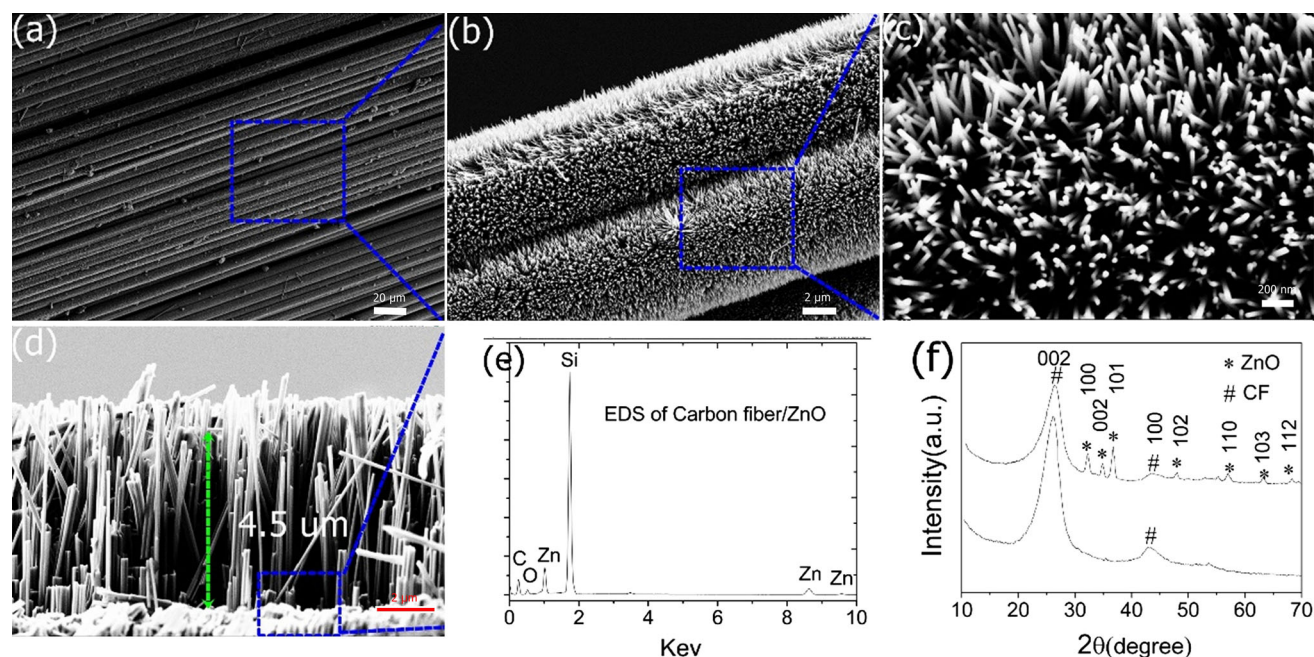 (a)
20 μm
(b)
2 μm
(c)
200 nm
(d)
4.5 um
2 μm
(e)
EDS of Carbon fiber/ZnO
Si
C
O
Zn
Zn
Zn
0 2 4 6 8 10
Kev
(f)
002
#
100
002
101
* ZnO
# CF
*
*
*
100
#
102
*
110
*
103
*
112
*
#
Intensity(a.u.)
10 20 30 40 50 60 70
2θ(degree)